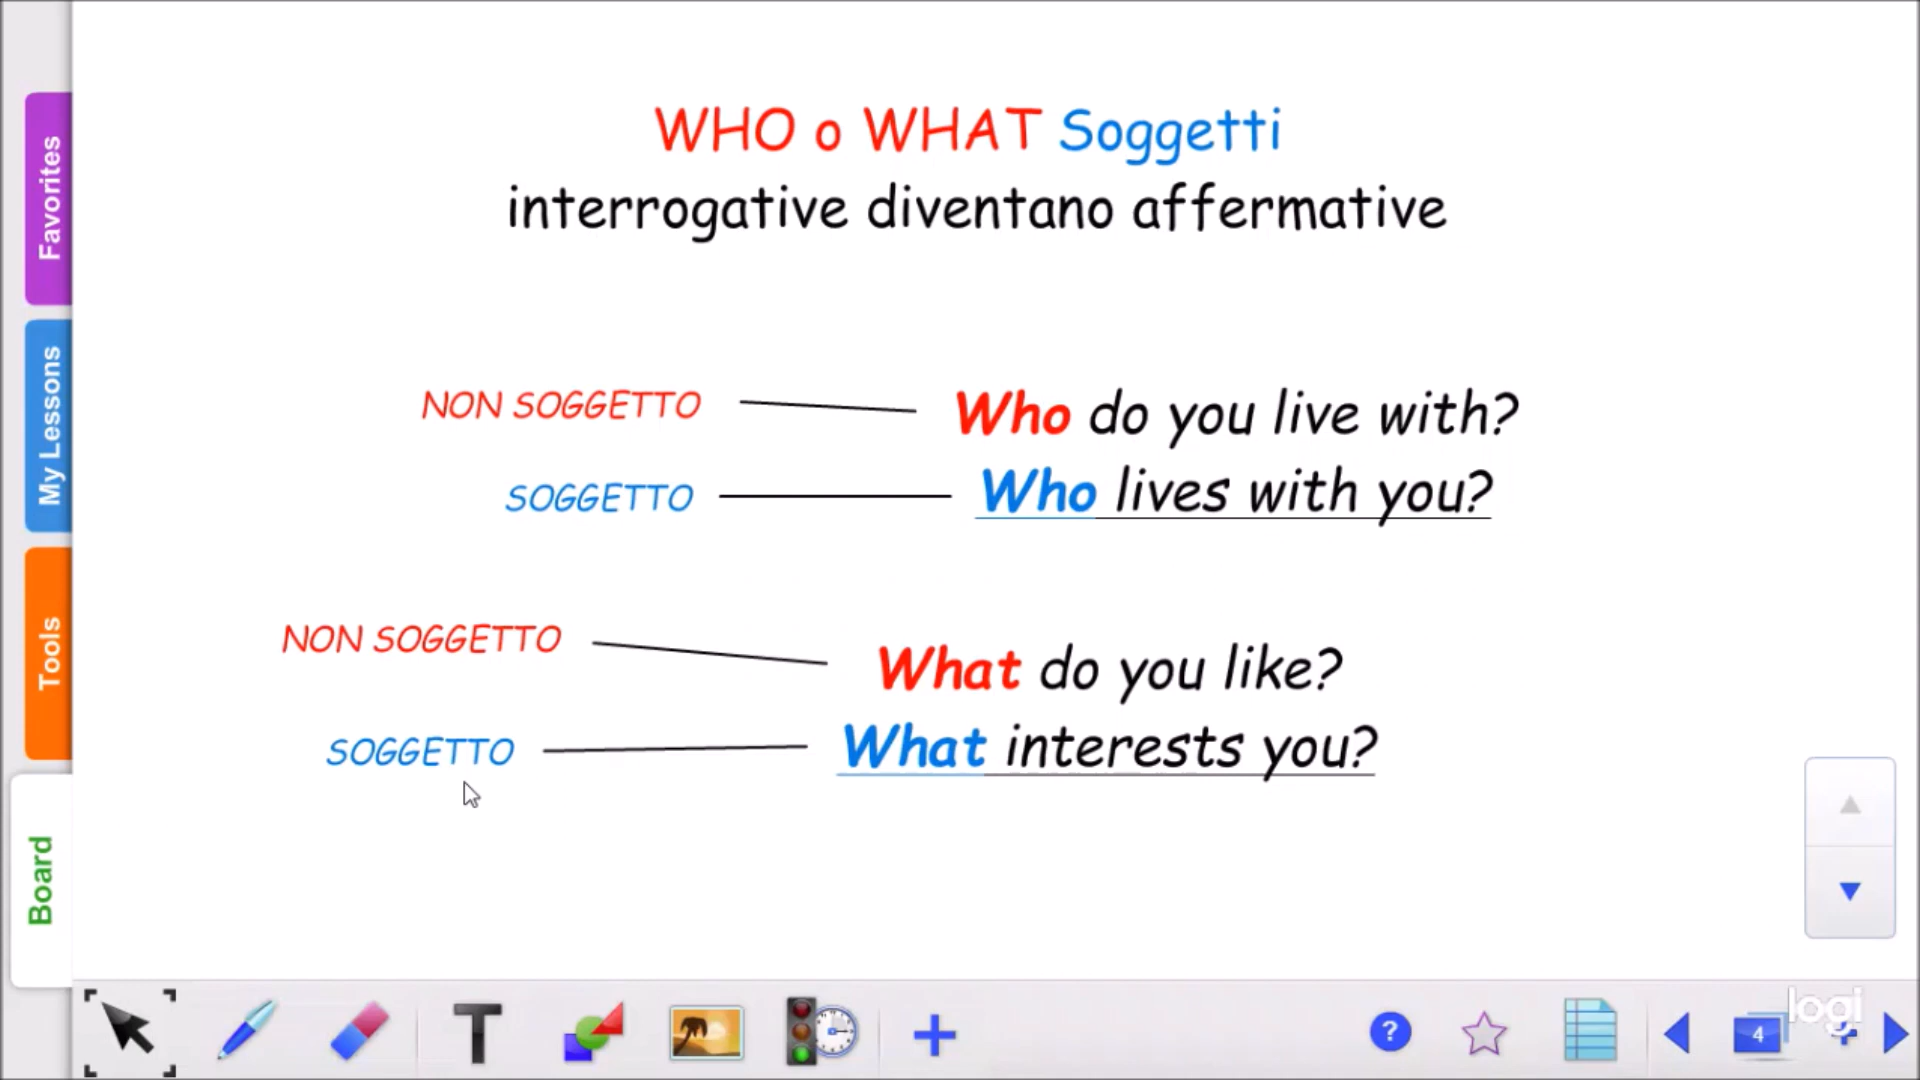 WHO o WHAT Soggetti
interrogative diventano affermative
NON SOGGETTO
Who do you live with?
SOGGETTO
Who lives with you?
NON SOGGETTO
What do you like?
SOGGETTO
What interests you?
Favorites
My Lessons
Tools
Board
T
?
4
logi